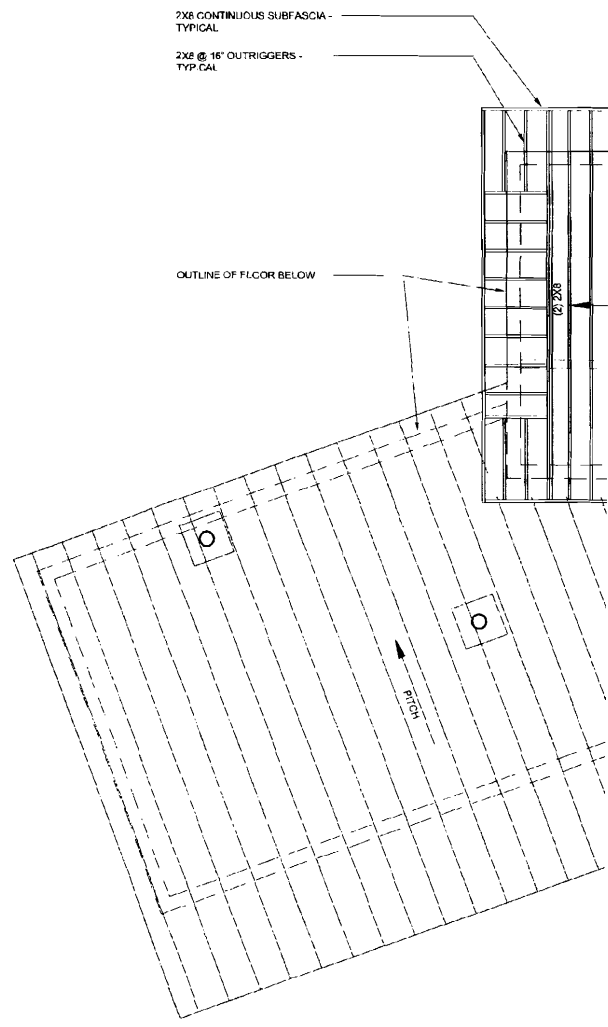 2X8 CONTINUOUS SUBFASCIA -
TYPICAL
2X8 @ 16" OUTRIGGERS -
TYPICAL
OUTLINE OF FLOOR BELOW
(2) 2X8
PITCH